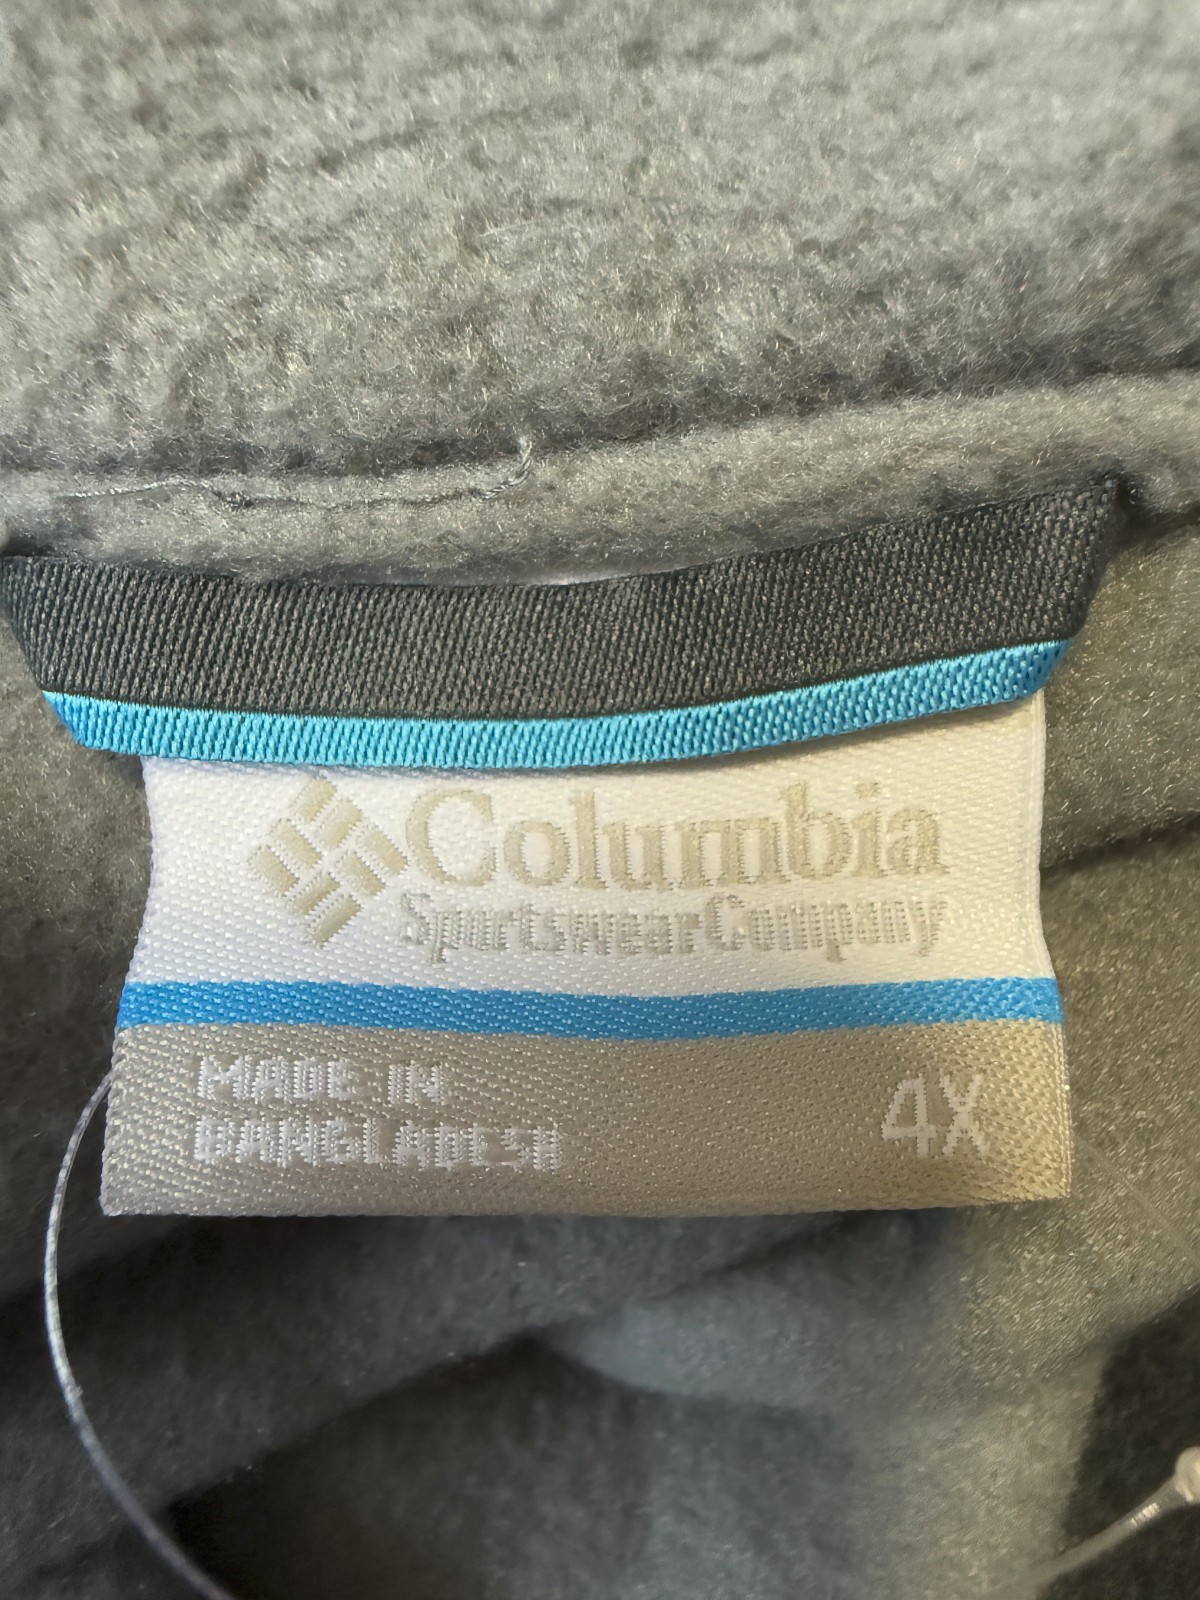 Columbia
Sportswear Company
MADE IN
BANGLADESH
4X